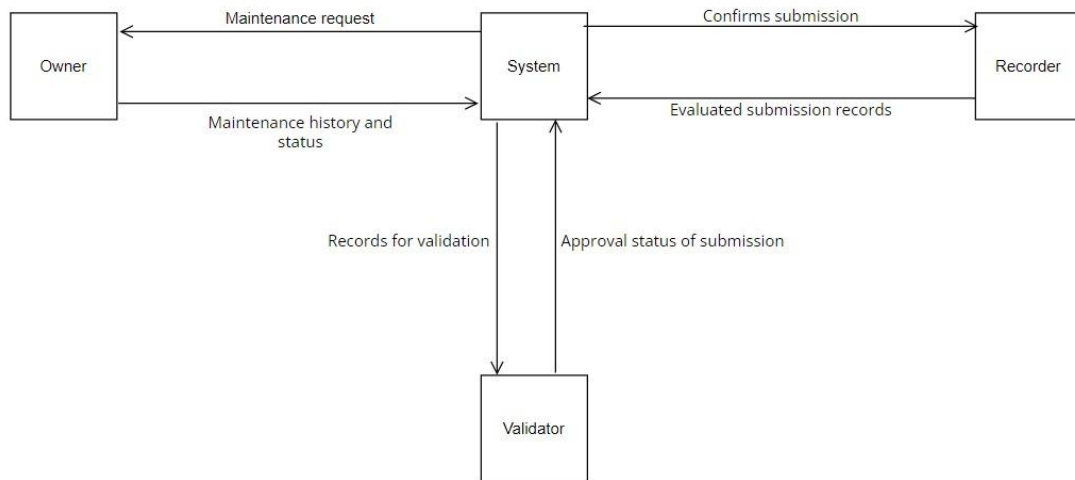 Maintenance request
Confirms submission
Owner
System
Recorder
Maintenance history and
status
Evaluated submission records
Records for validation
Approval status of submission
Validator